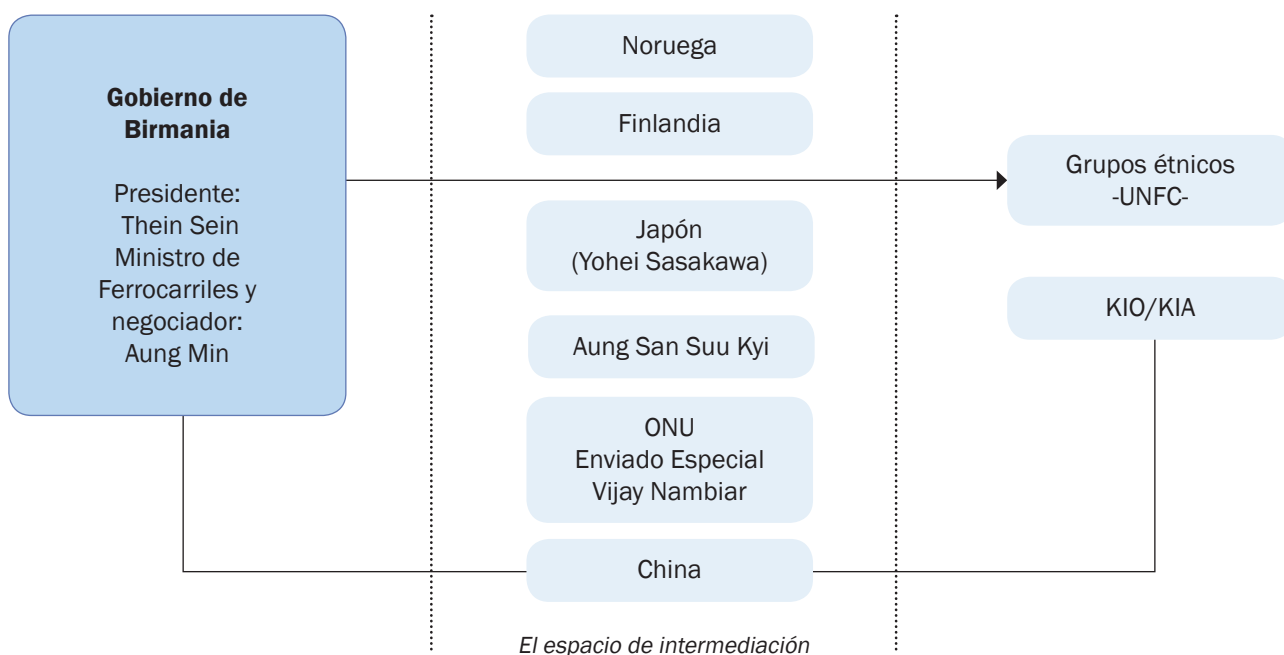 Gobierno de
Birmania
Presidente:
Thein Sein
Ministro de
Ferrocarriles y
negociador:
Aung Min
Noruega
Finlandia
Japón
(Yohei Sasakawa)
Aung San Suu Kyi
ONU
Enviado Especial
Vijay Nambiar
China
El espacio de intermediación
Grupos étnicos
-UNFC-
KIO/KIA